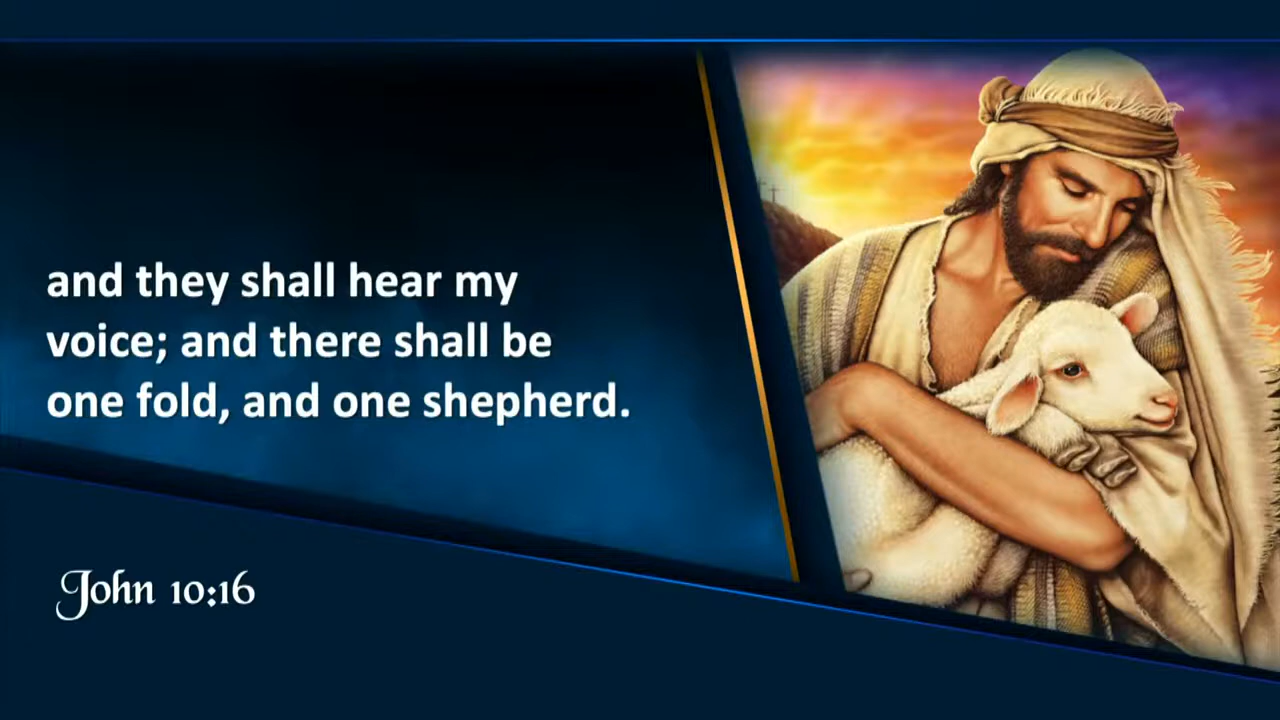 and they shall hear my
voice; and there shall be
one fold, and one shepherd.
John 10:16